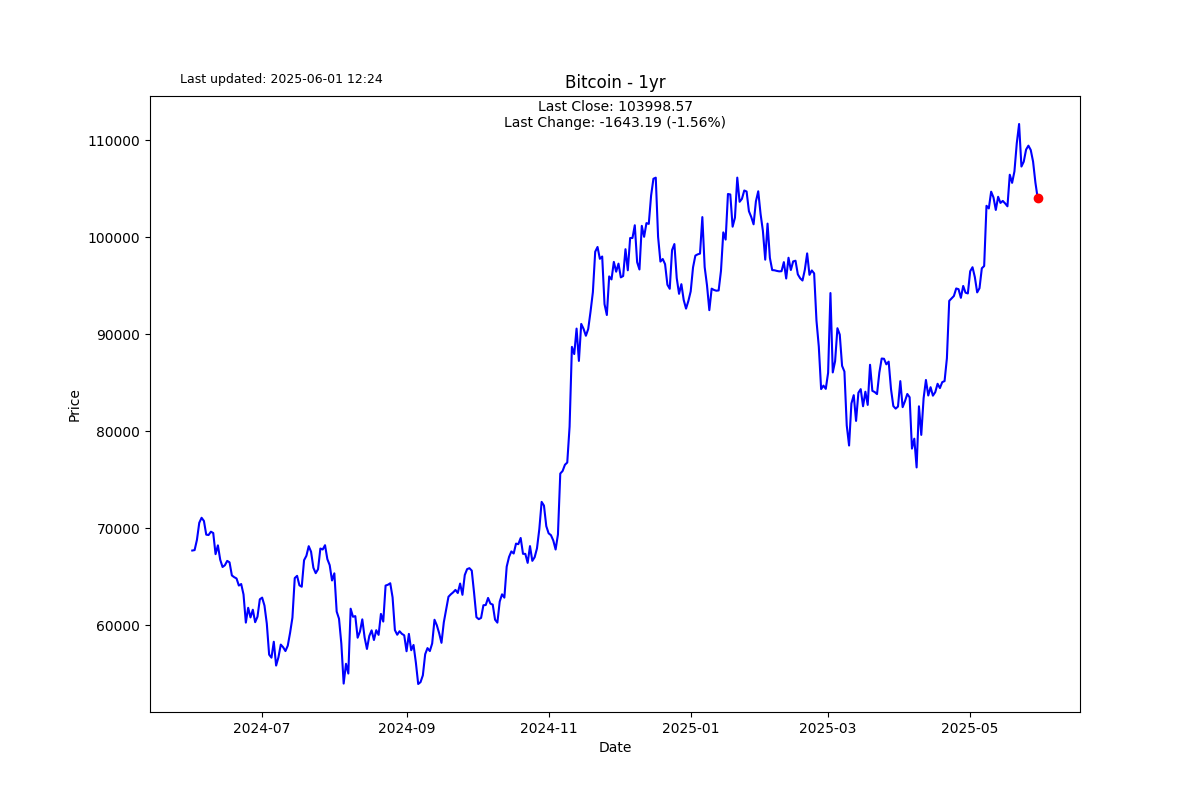 Last updated: 2025-06-01 12:24
Bitcoin - 1yr
Last Close: 103998.57
Last Change: -1643.19 (-1.56%)
110000
100000
90000
80000
70000
60000
Price
2024-07 2024-09 2024-11 2025-01 2025-03 2025-05
Date